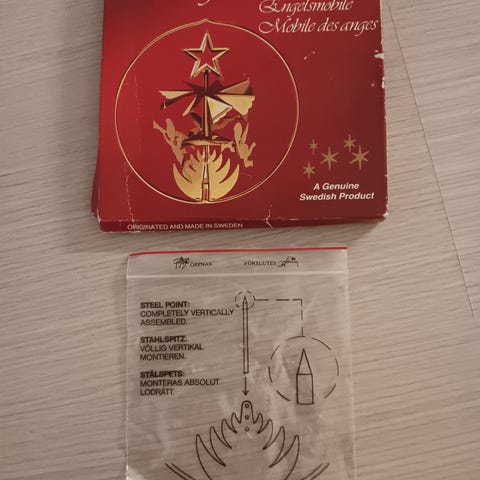 Engelsmobile
Mobile des anges
A Genuine
Swedish Product
ORIGINATED AND MADE IN SWEDEN
ÖPPNAS FÖRSLUTES
STEEL POINT:
COMPLETELY VERTICALLY
ASSEMBLED.
STAHLSPITZ:
VÖLLIG VERTIKAL
MONTIEREN.
STÅLSPETS:
MONTERAS ABSOLUT
LODRÄTT